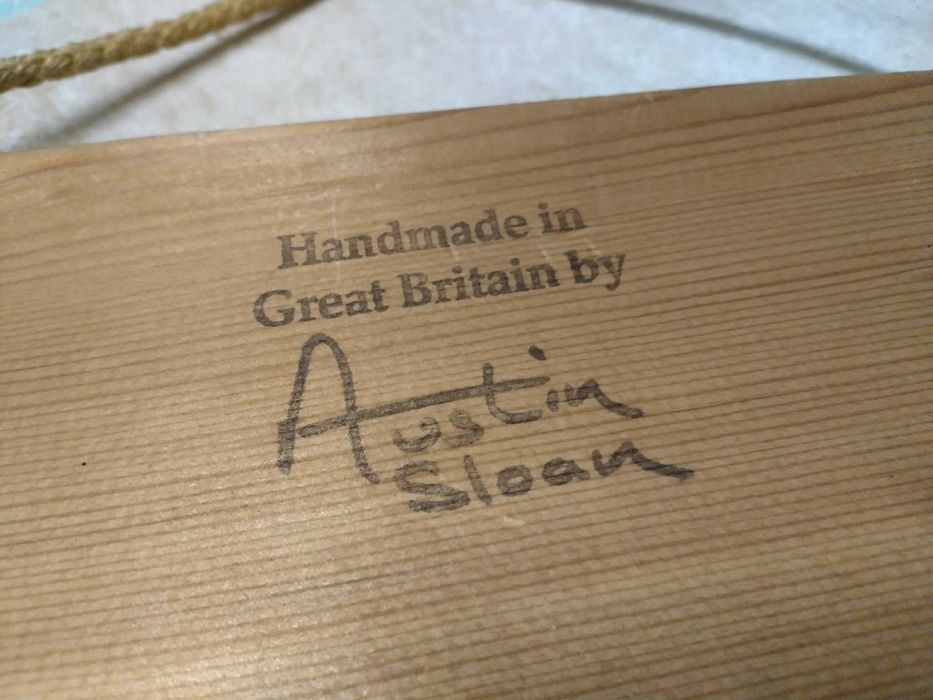 Handmade in
Great Britain by
Austin
Sloan